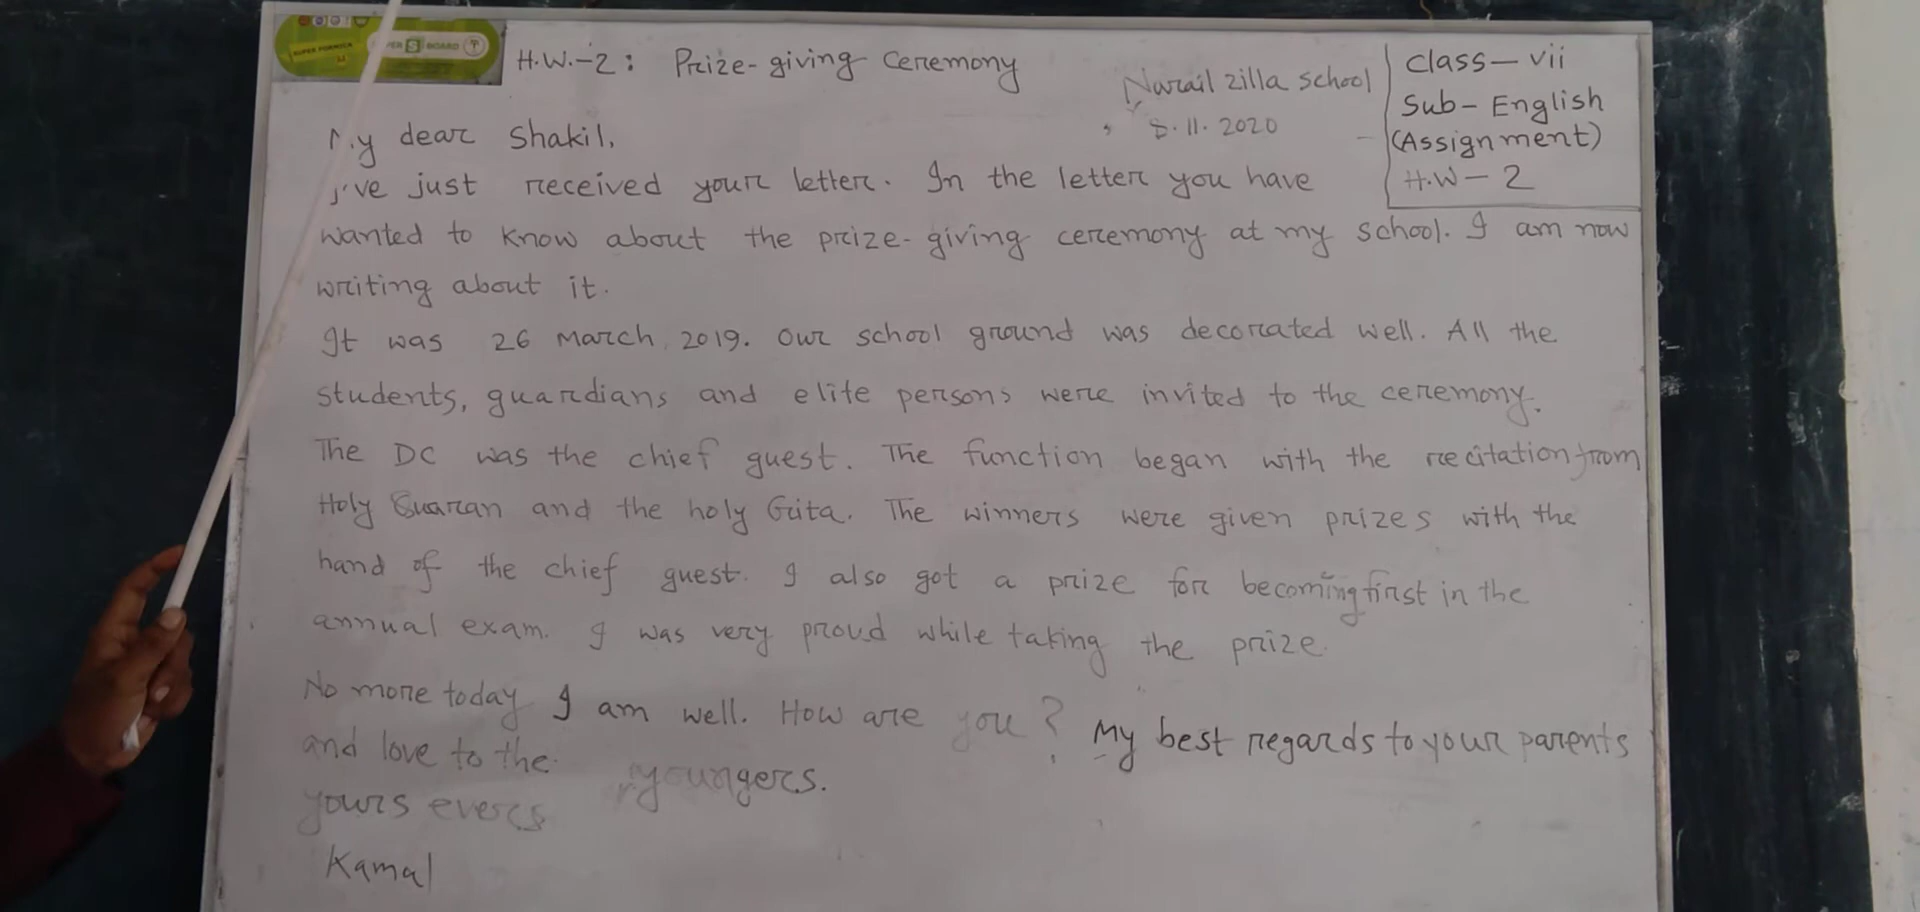 SUPER FORMULA
SUPER S BOARD
H.W.-2: Prize-giving ceremony
Narail zilla school
8.11.2020
class-vii
Sub-English
(Assignment)
H.W-2
My dear Shakil,
I've just received your letter. In the letter you have
wanted to know about the prize-giving ceremony at my school. I am now
writing about it.
It was 26 March, 2019. Our school ground was decorated well. All the
students, guardians and elite persons were invited to the ceremony.
The DC was the chief guest. The function began with the recitation from
Holy Quaran and the holy Gita. The winners were given prizes with the
hand of the chief guest. I also got a prize for becoming first in the
annual exam. I was very proud while taking the prize.
No more today I am well. How are you? My best regards to your parents
and love to the youngers.
yours evers
Kamal